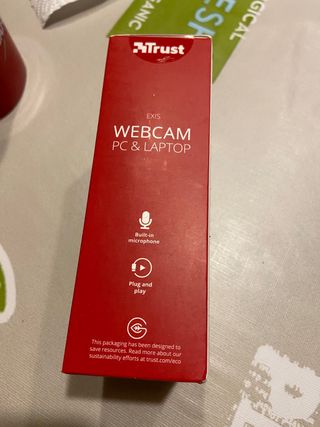 Trust
EXIS
WEBCAM
PC & LAPTOP
Built-in
microphone
Plug and
play
This packaging has been designed to
save resources. Read more about our
sustainability efforts at trust.com/eco